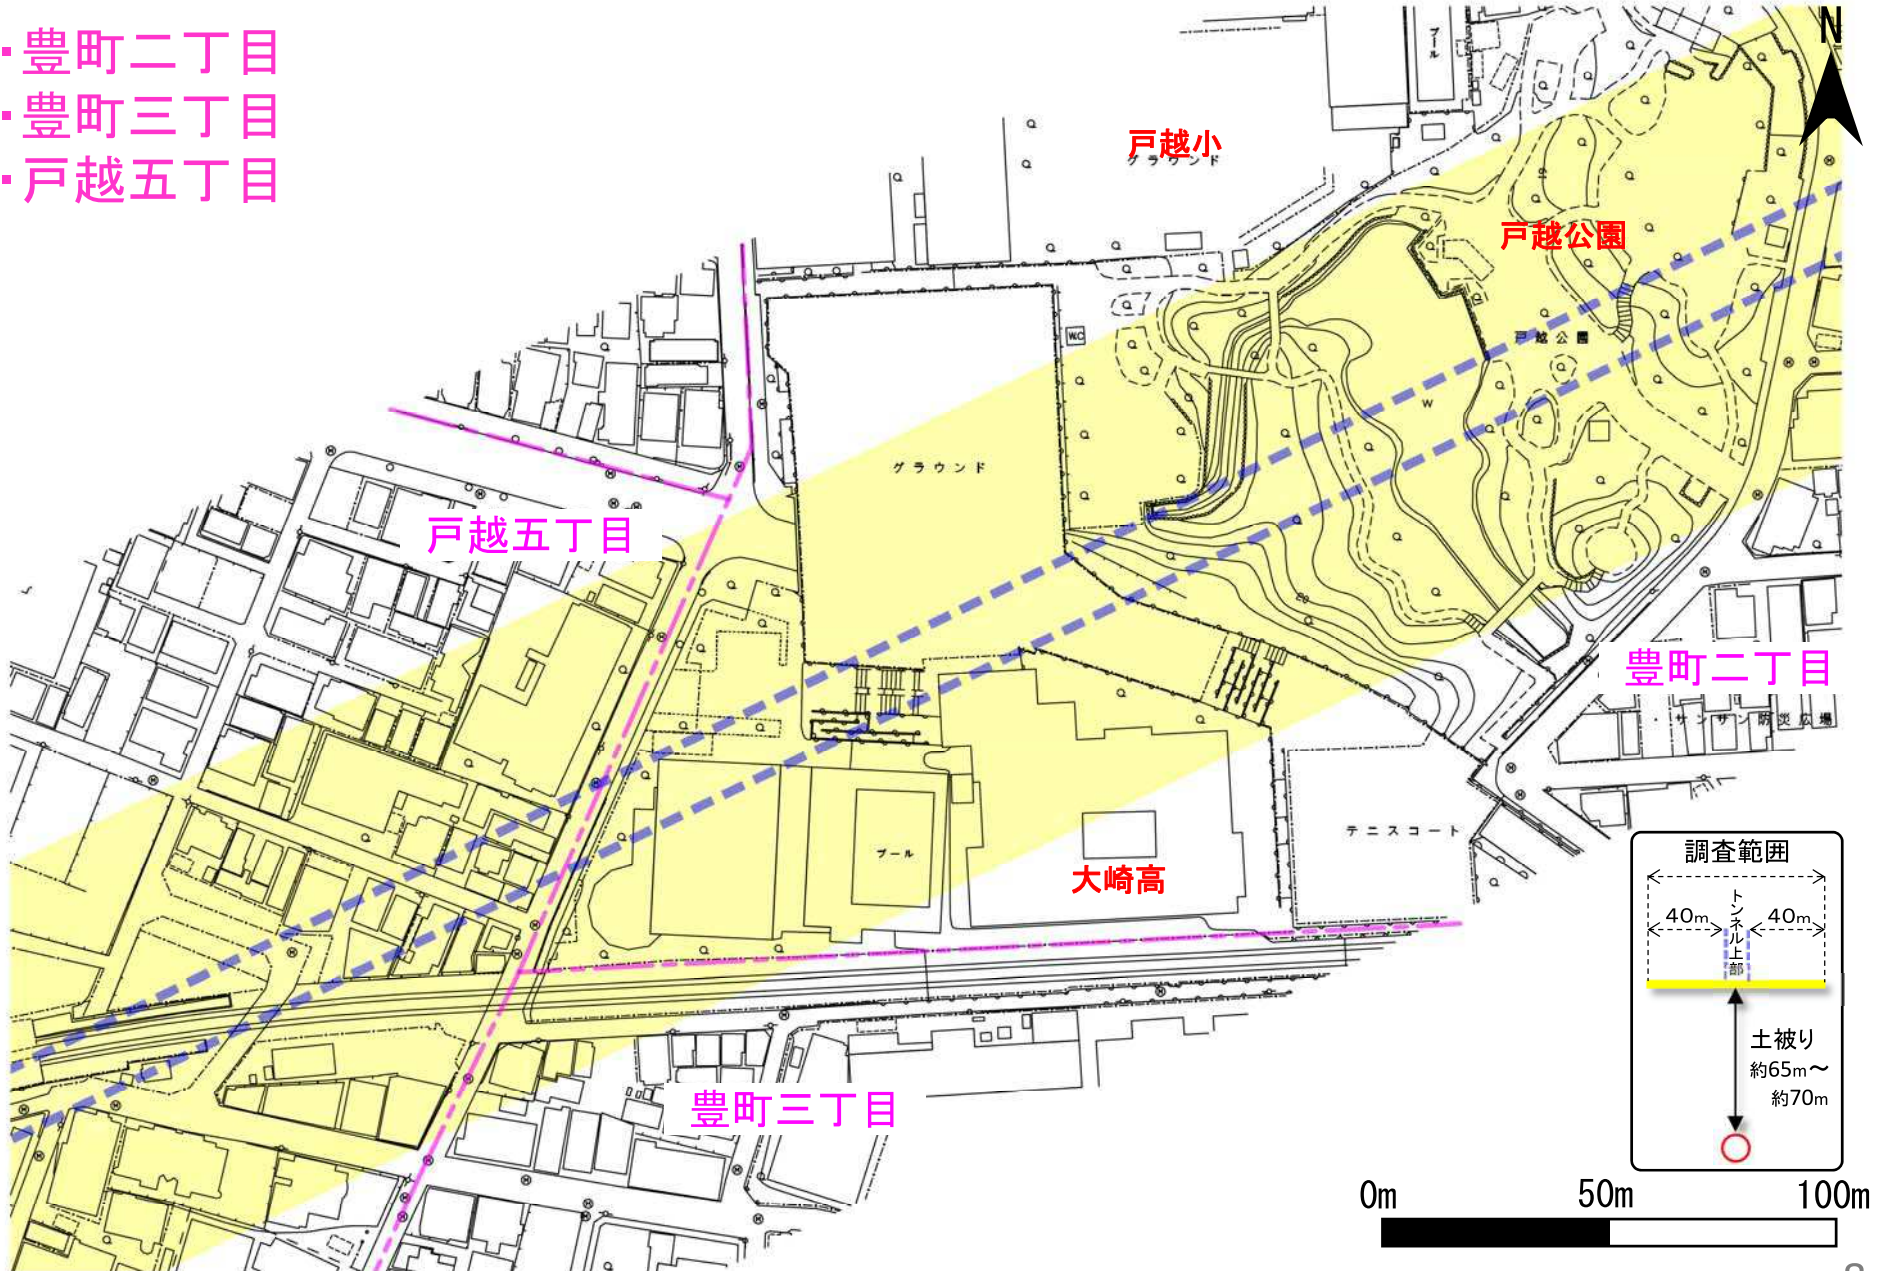 ・豊町二丁目
・豊町三丁目
・戸越五丁目
N
プール
戸越小
グラウンド
戸越公園
WC
戸越公園
W
グラウンド
戸越五丁目
豊町二丁目
サンサン防災広場
テニスコート
プール
大崎高
豊町三丁目
調査範囲
40m
トンネル上部
40m
土被り
約65m～
約70m
0m
50m
100m